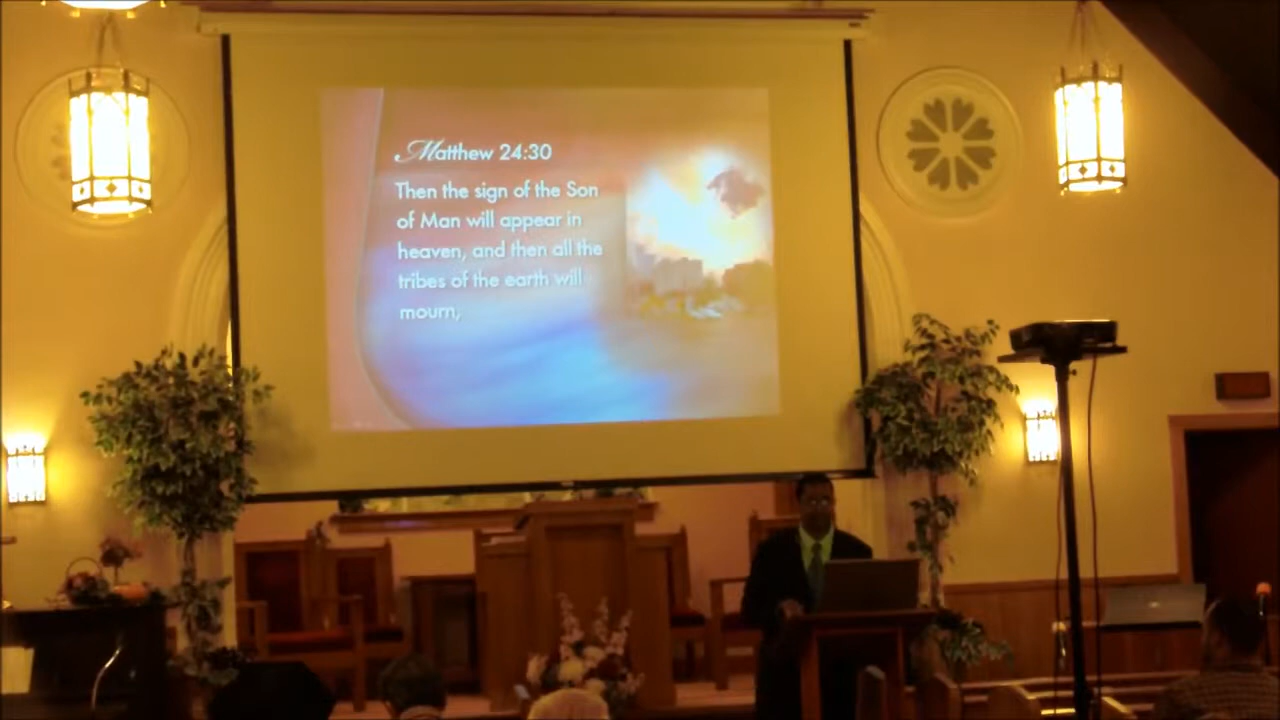 Matthew 24:30
Then the sign of the Son
of Man will appear in
heaven, and then all the
tribes of the earth will
mourn,